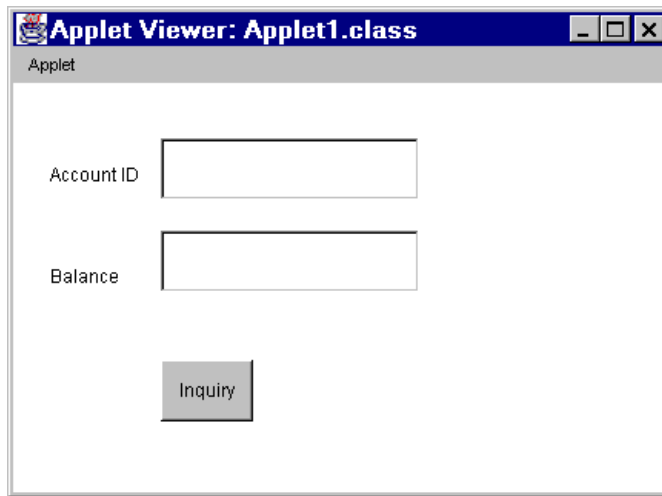 Applet Viewer: Applet1.class
Applet
Account ID
Balance
Inquiry